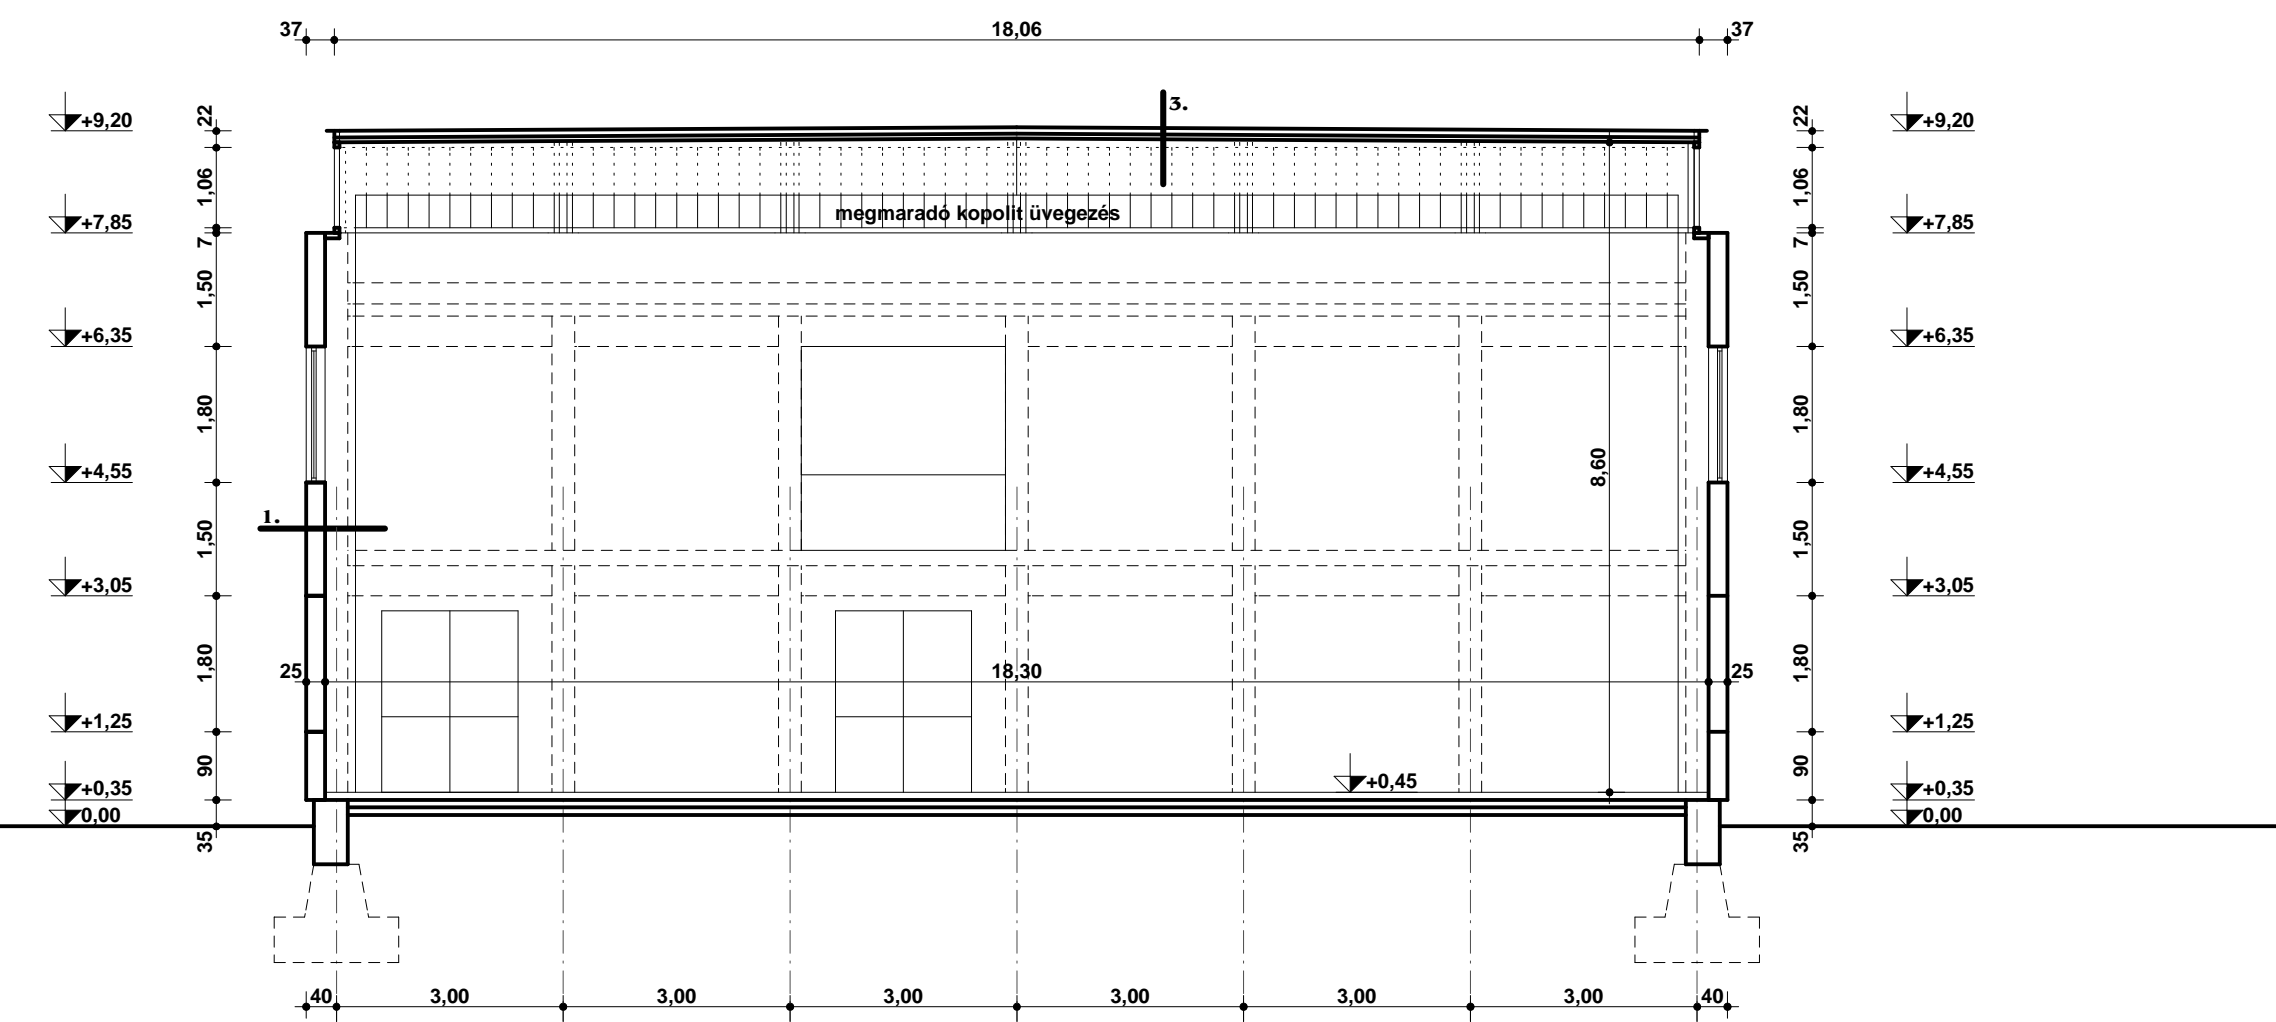 37 18,06 37
3.
+9,20 22 22 +9,20
1,06 1,06
+7,85 megmaradó kopolit üvegezés +7,85
7 7
1,50 1,50
+6,35 +6,35
1,80 1,80
+4,55 8,60 +4,55
1.
1,50 1,50
+3,05 +3,05
1,80 25 18,30 25 1,80
+1,25 +1,25
90 90
+0,35 +0,45 +0,35
0,00 0,00
35 35
40 3,00 3,00 3,00 3,00 3,00 3,00 40